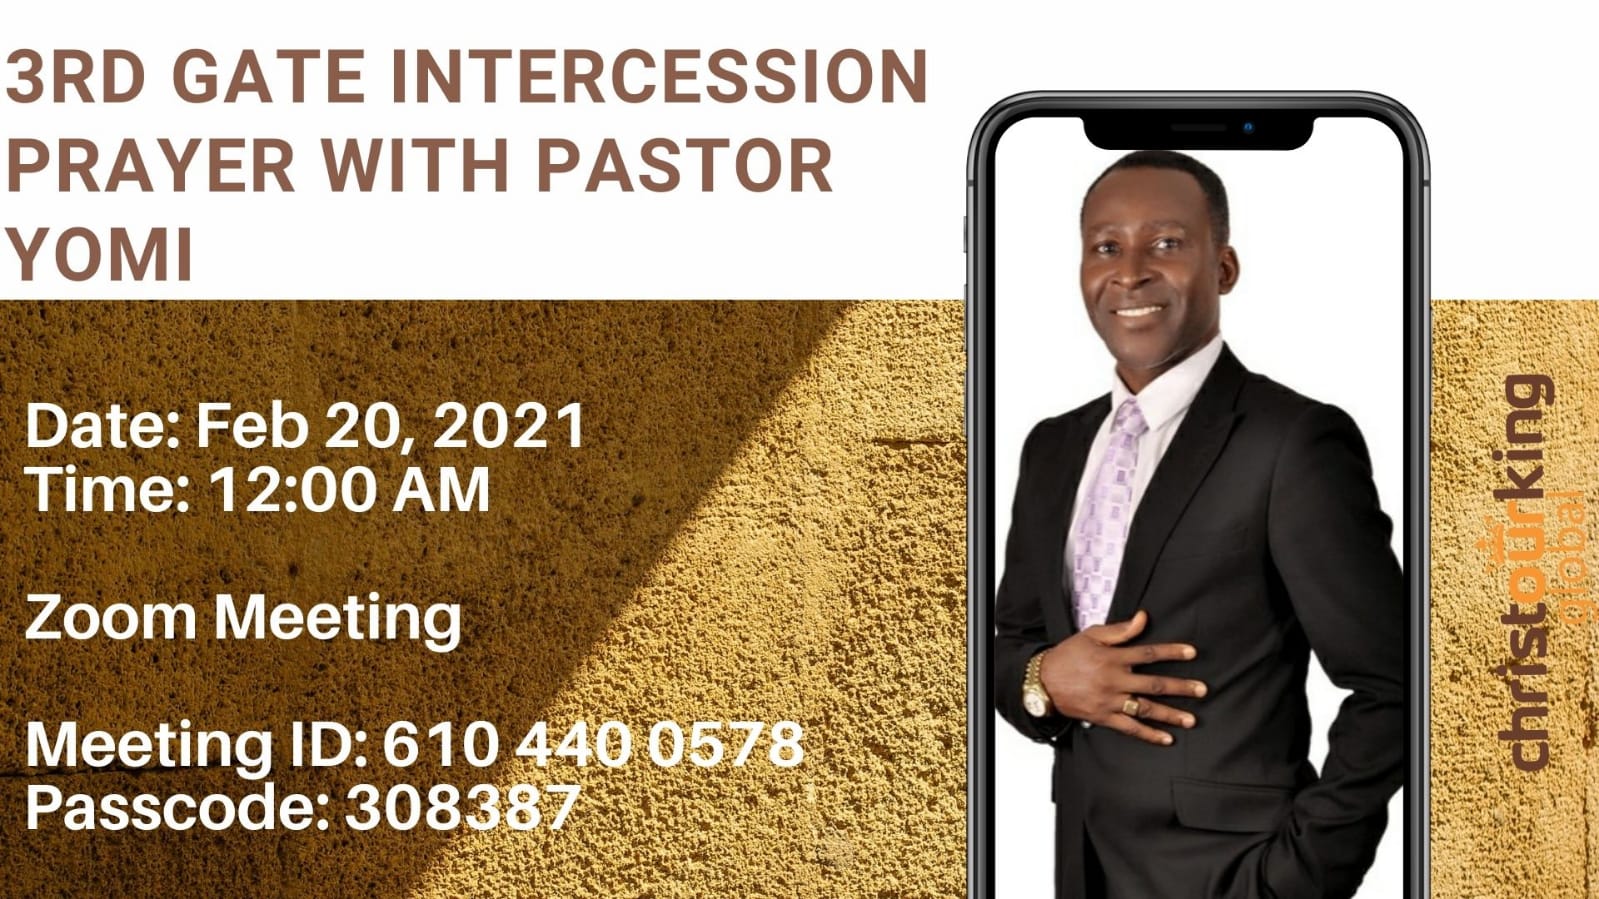 3RD GATE INTERCESSION
PRAYER WITH PASTOR
YOMI
Date: Feb 20, 2021
Time: 12:00 AM
Zoom Meeting
Meeting ID: 610 440 0578
Passcode: 308387
christourking
global